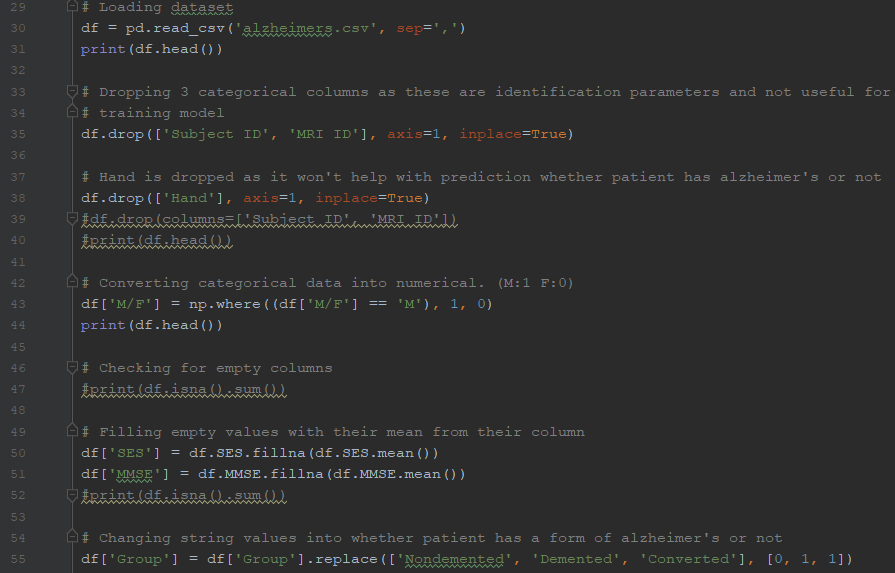 29 # Loading dataset
30 df = pd.read_csv('alzheimers.csv', sep=',')
31 print(df.head())
32
33 # Dropping 3 categorical columns as these are identification parameters and not useful for
34 # training model
35 df.drop(['Subject ID', 'MRI ID'], axis=1, inplace=True)
36
37 # Hand is dropped as it won't help with prediction whether patient has alzheimer's or not
38 df.drop(['Hand'], axis=1, inplace=True)
39 #df.drop(columns=['Subject ID', 'MRI ID'])
40 #print(df.head())
41
42 # Converting categorical data into numerical. (M:1 F:0)
43 df['M/F'] = np.where((df['M/F'] == 'M'), 1, 0)
44 print(df.head())
45
46 # Checking for empty columns
47 #print(df.isna().sum())
48
49 # Filling empty values with their mean from their column
50 df['SES'] = df.SES.fillna(df.SES.mean())
51 df['MMSE'] = df.MMSE.fillna(df.MMSE.mean())
52 #print(df.isna().sum())
53
54 # Changing string values into whether patient has a form of alzheimer's or not
55 df['Group'] = df['Group'].replace(['Nondemented', 'Demented', 'Converted'], [0, 1, 1])